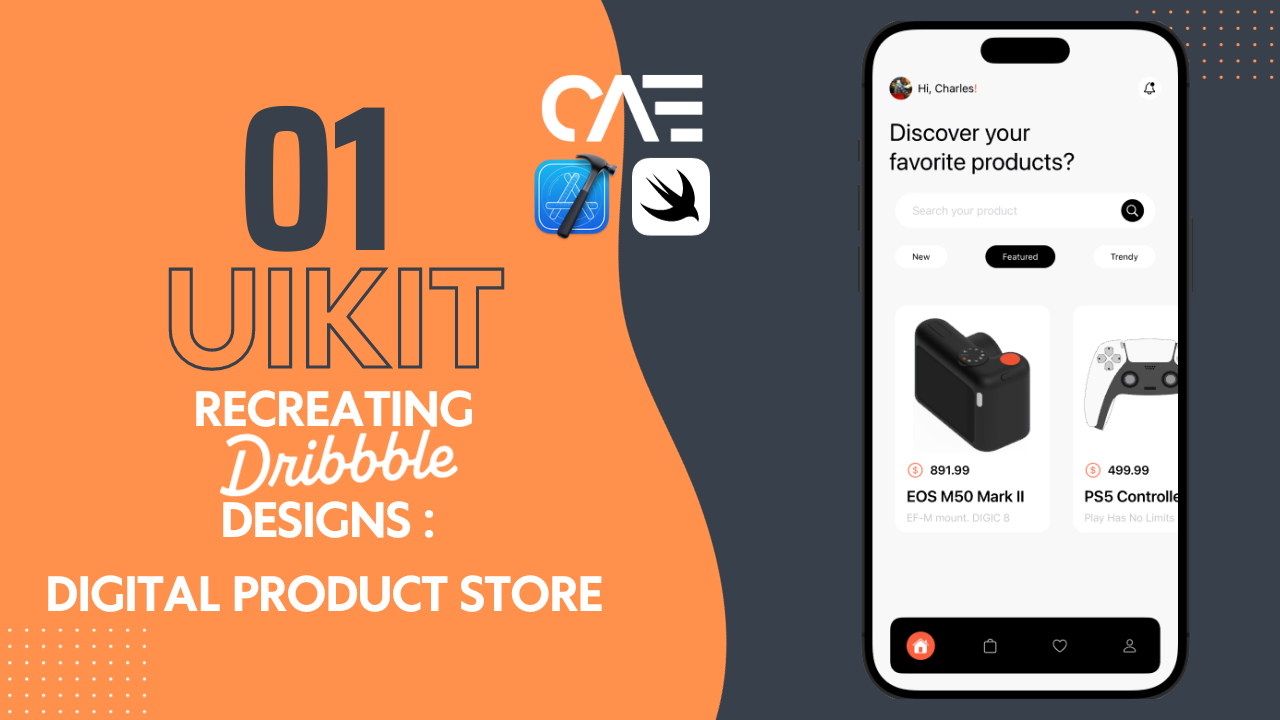 01
UIKIT
RECREATING
Dribbble
DESIGNS :
DIGITAL PRODUCT STORE
CAE
Hi, Charles!
Discover your
favorite products?
Search your product
New
Featured
Trendy
$ 891.99
EOS M50 Mark II
EF-M mount. DIGIC 8
$ 499.99
PS5 Controlle
Play Has No Limits